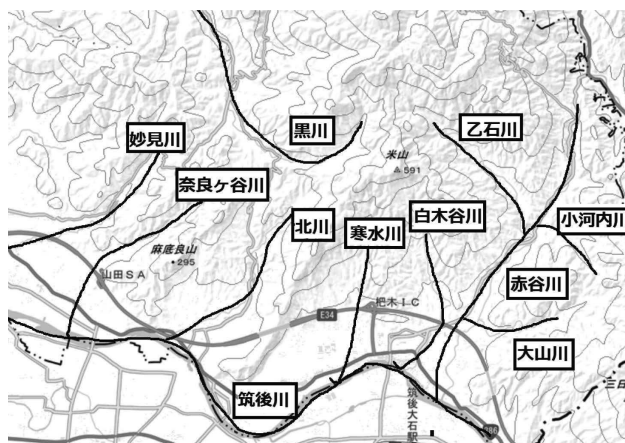 黒川
乙石川
妙見川
米山
591
奈良ヶ谷川
小河内川
北川
寒水川
白木谷川
麻底良山
295
山田SA
赤谷川
杷木IC
E34
大山川
筑後川
筑後大石駅